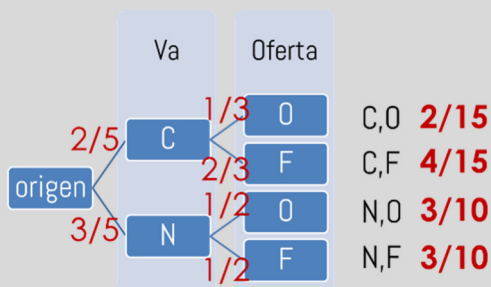 Va Oferta
1/3 O C,O 2/15
2/5 C
2/3 F C,F 4/15
origen
1/2 O N,O 3/10
3/5 N
1/2 F N,F 3/10